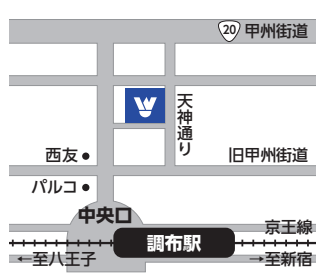 20 甲州街道
天神通り
西友
旧甲州街道
パルコ
中央口
京王線
調布駅
←至八王子
→至新宿